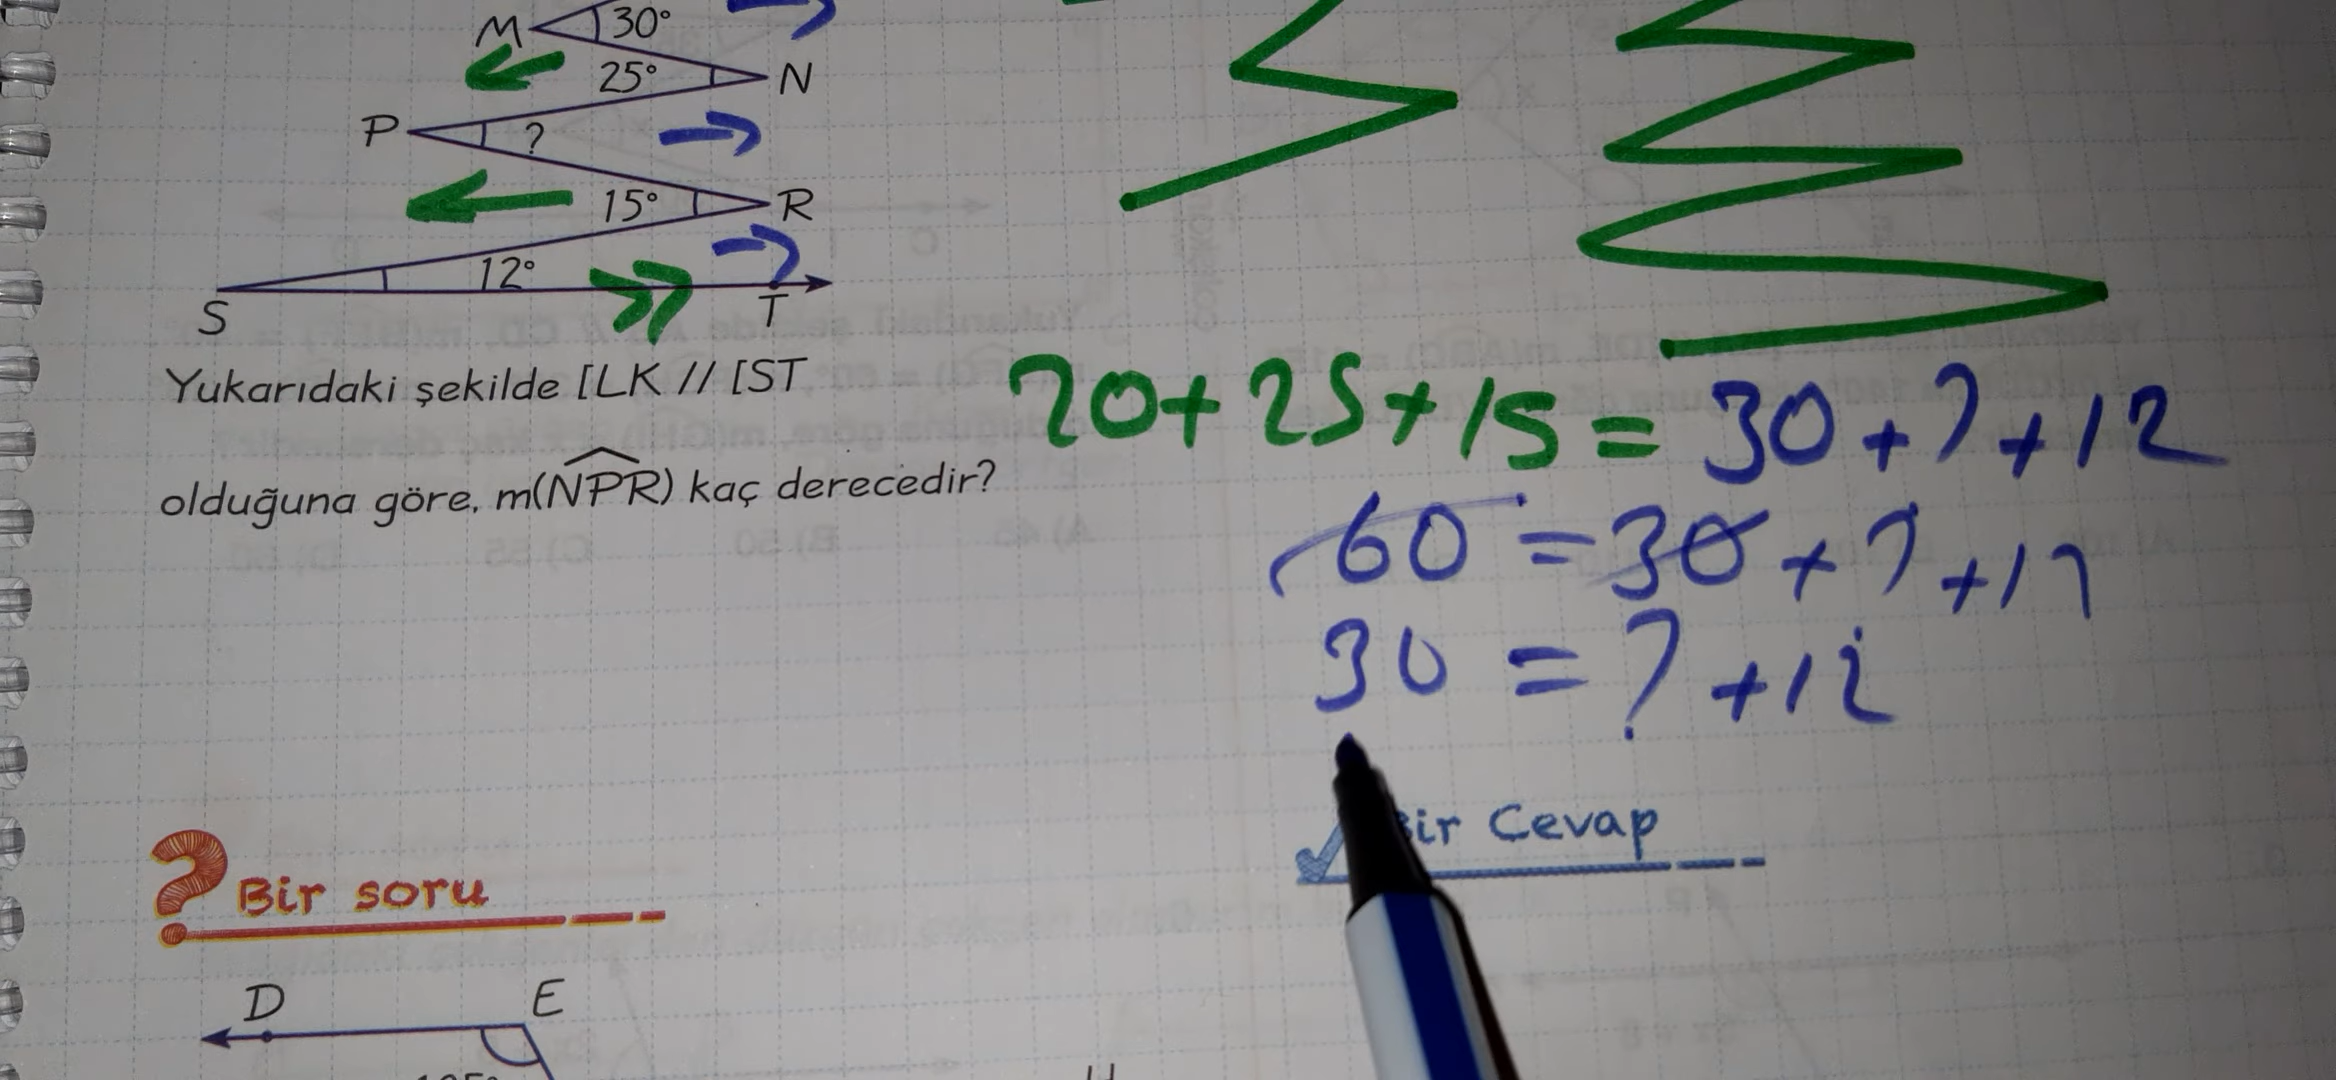 M 30°
25° N
P ?
15° R
12°
S T
Yukarıdaki şekilde [LK // [ST
olduğuna göre, m(NPR) kaç derecedir?
20+25+15=30+?+12
60=30+?+12
30=?+12
Bir Cevap
? Bir soru
D E